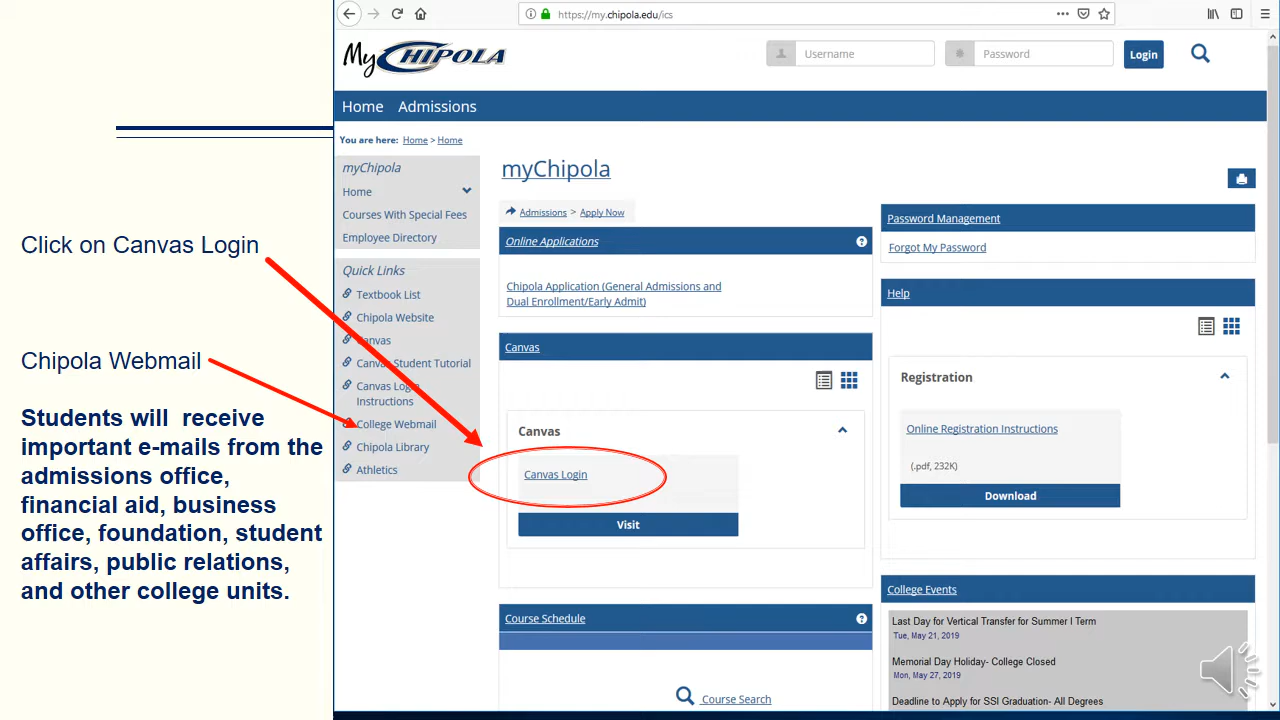 https://my.chipola.edu/ics
My CHIPOLA
Username
Password
Login
Home Admissions
You are here: Home > Home
myChipola
Home
Courses With Special Fees
Employee Directory
Quick Links
Textbook List
Chipola Website
Canvas
Canvas Student Tutorial
Canvas Login
Instructions
College Webmail
Chipola Library
Athletics
Click on Canvas Login
Chipola Webmail
Students will receive
important e-mails from the
admissions office,
financial aid, business
office, foundation, student
affairs, public relations,
and other college units.
myChipola
Admissions > Apply Now
Online Applications
Chipola Application (General Admissions and
Dual Enrollment/Early Admit)
Canvas
Canvas
Canvas Login
Visit
Course Schedule
Course Search
Password Management
Forgot My Password
Help
Registration
Online Registration Instructions
(.pdf, 232K)
Download
College Events
Last Day for Vertical Transfer for Summer I Term
Tue, May 21, 2019
Memorial Day Holiday- College Closed
Mon, May 27, 2019
Deadline to Apply for SSI Graduation- All Degrees